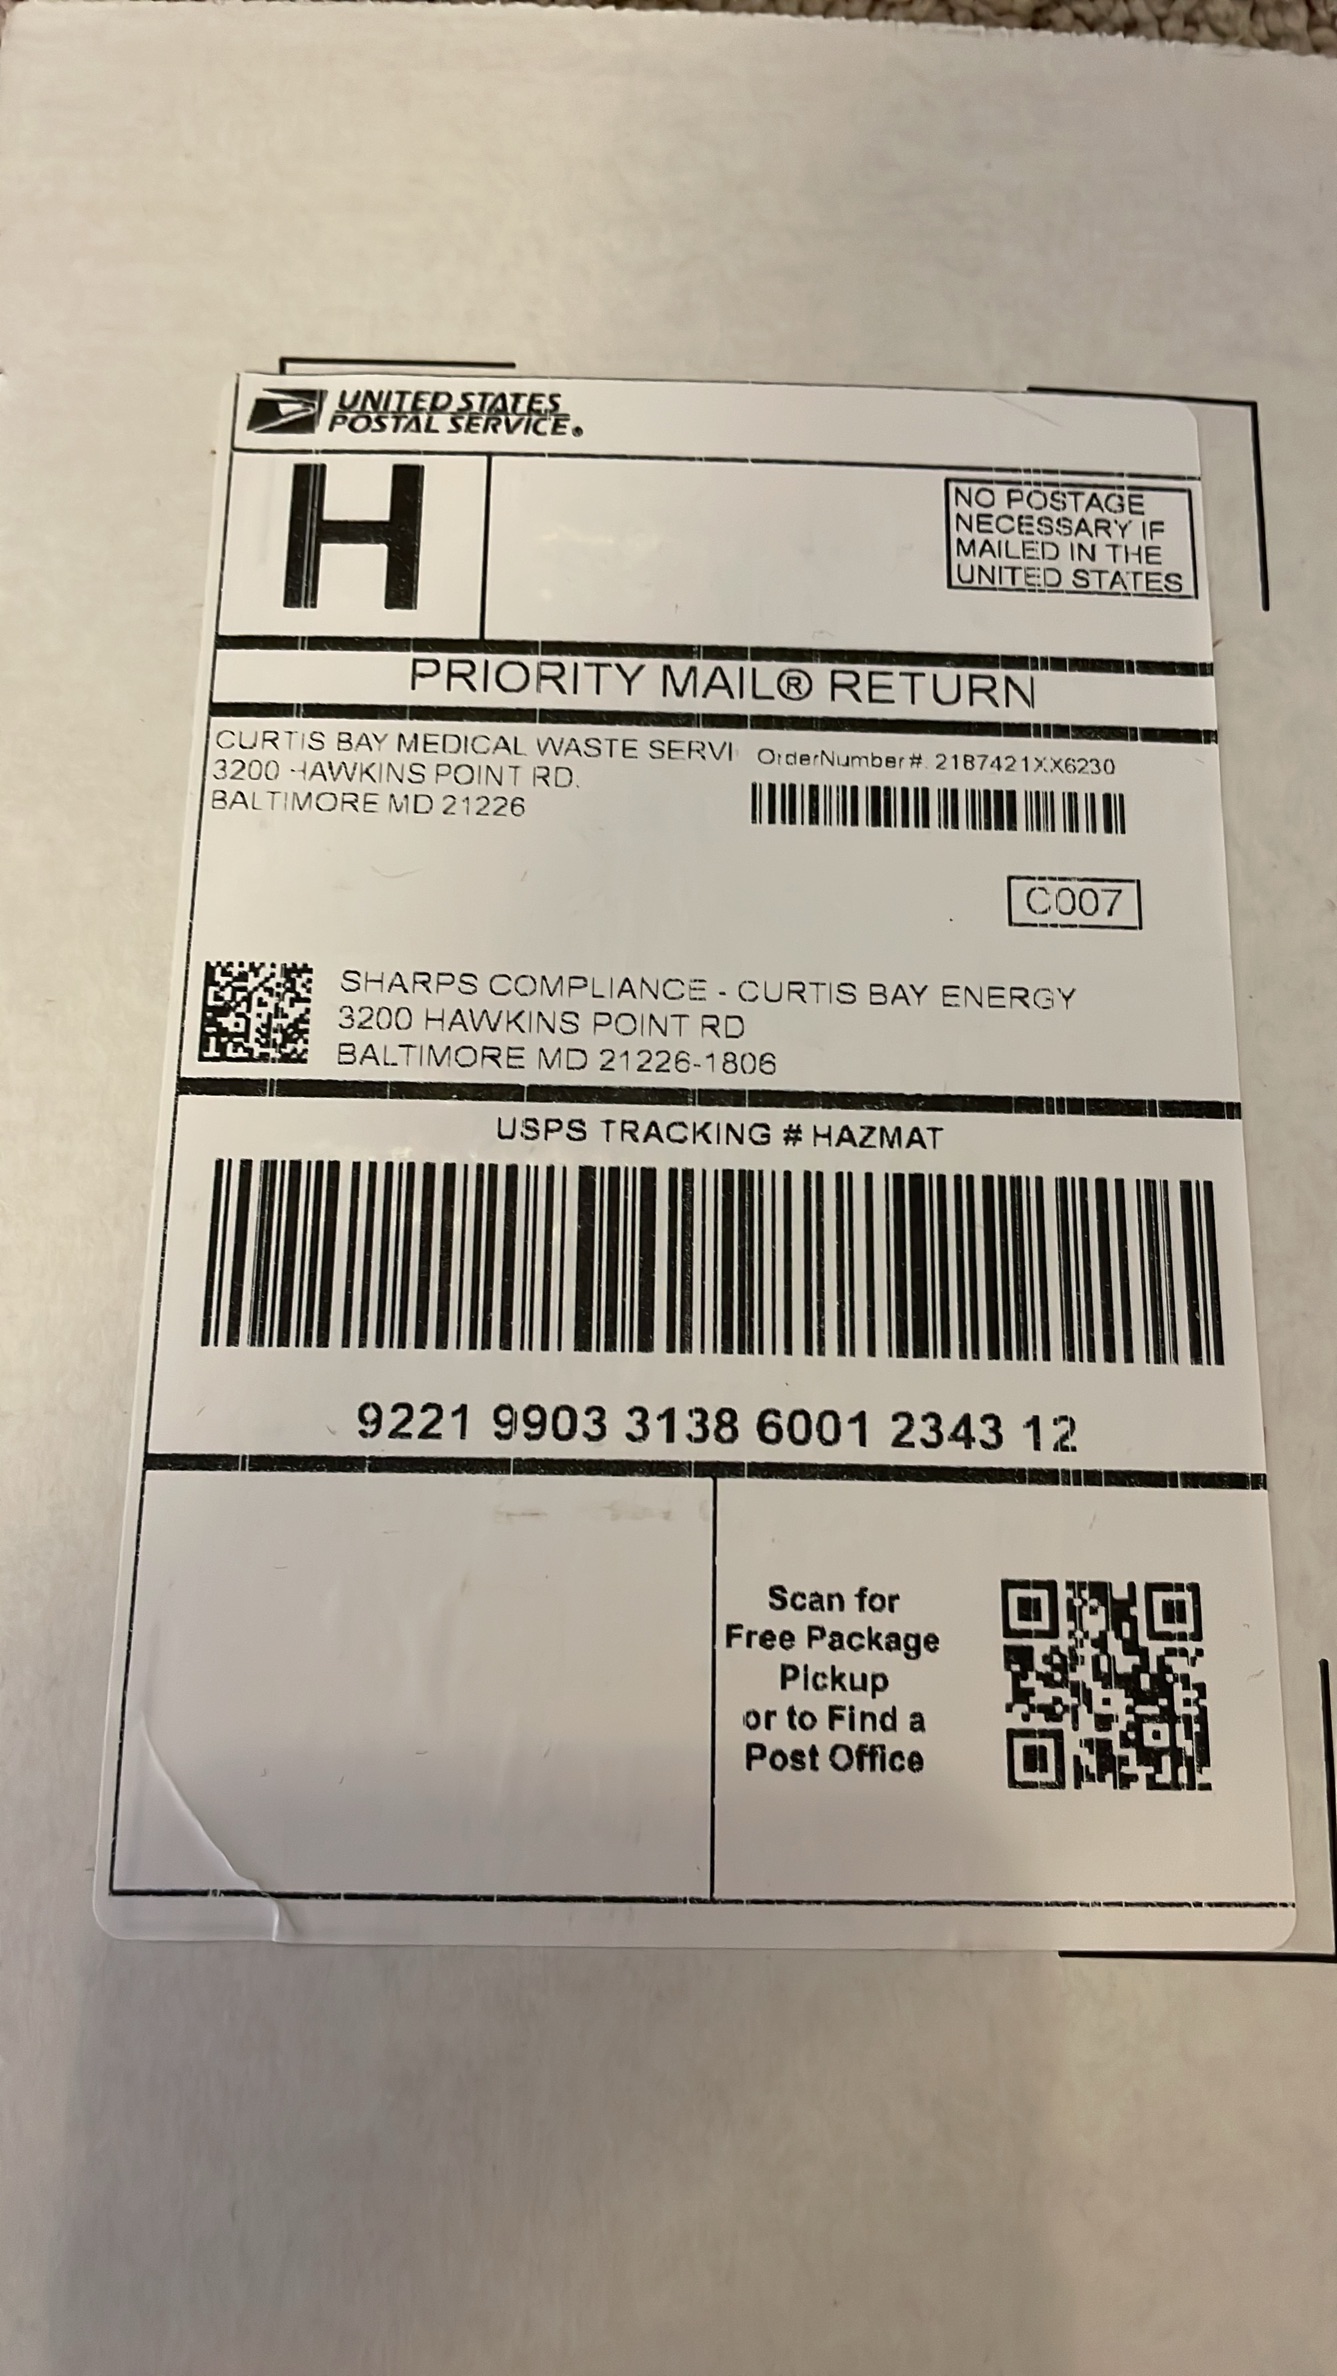 UNITED STATES
POSTAL SERVICE®
H
NO POSTAGE
NECESSARY IF
MAILED IN THE
UNITED STATES
PRIORITY MAIL® RETURN
CURTIS BAY MEDICAL WASTE SERVI
3200 HAWKINS POINT RD.
BALTIMORE MD 21226
OrderNumber#. 2187421XX6230
C007
SHARPS COMPLIANCE - CURTIS BAY ENERGY
3200 HAWKINS POINT RD
BALTIMORE MD 21226-1806
USPS TRACKING # HAZMAT
9221 9903 3138 6001 2343 12
Scan for
Free Package
Pickup
or to Find a
Post Office